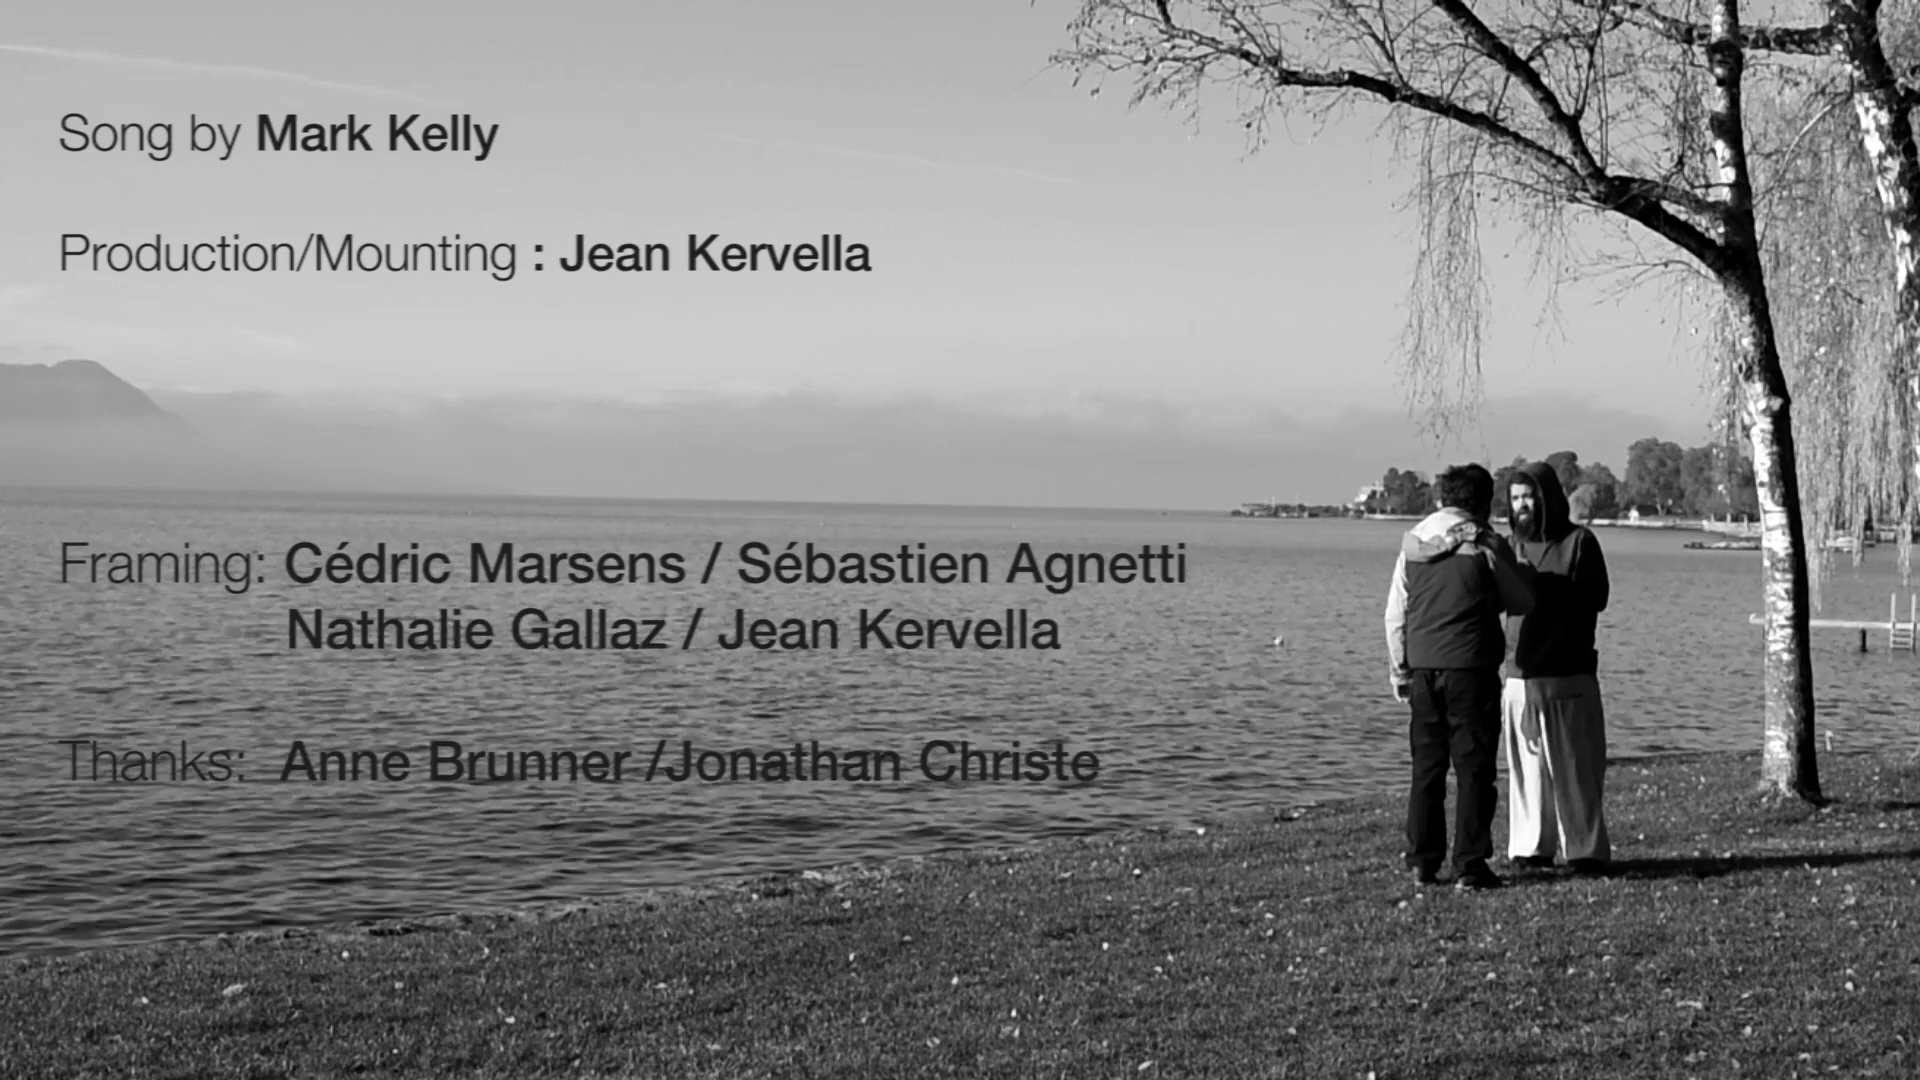 Song by Mark Kelly
Production/Mounting : Jean Kervella
Framing: Cédric Marsens / Sébastien Agnetti
Nathalie Gallaz / Jean Kervella
Thanks: Anne Brunner /Jonathan Christe